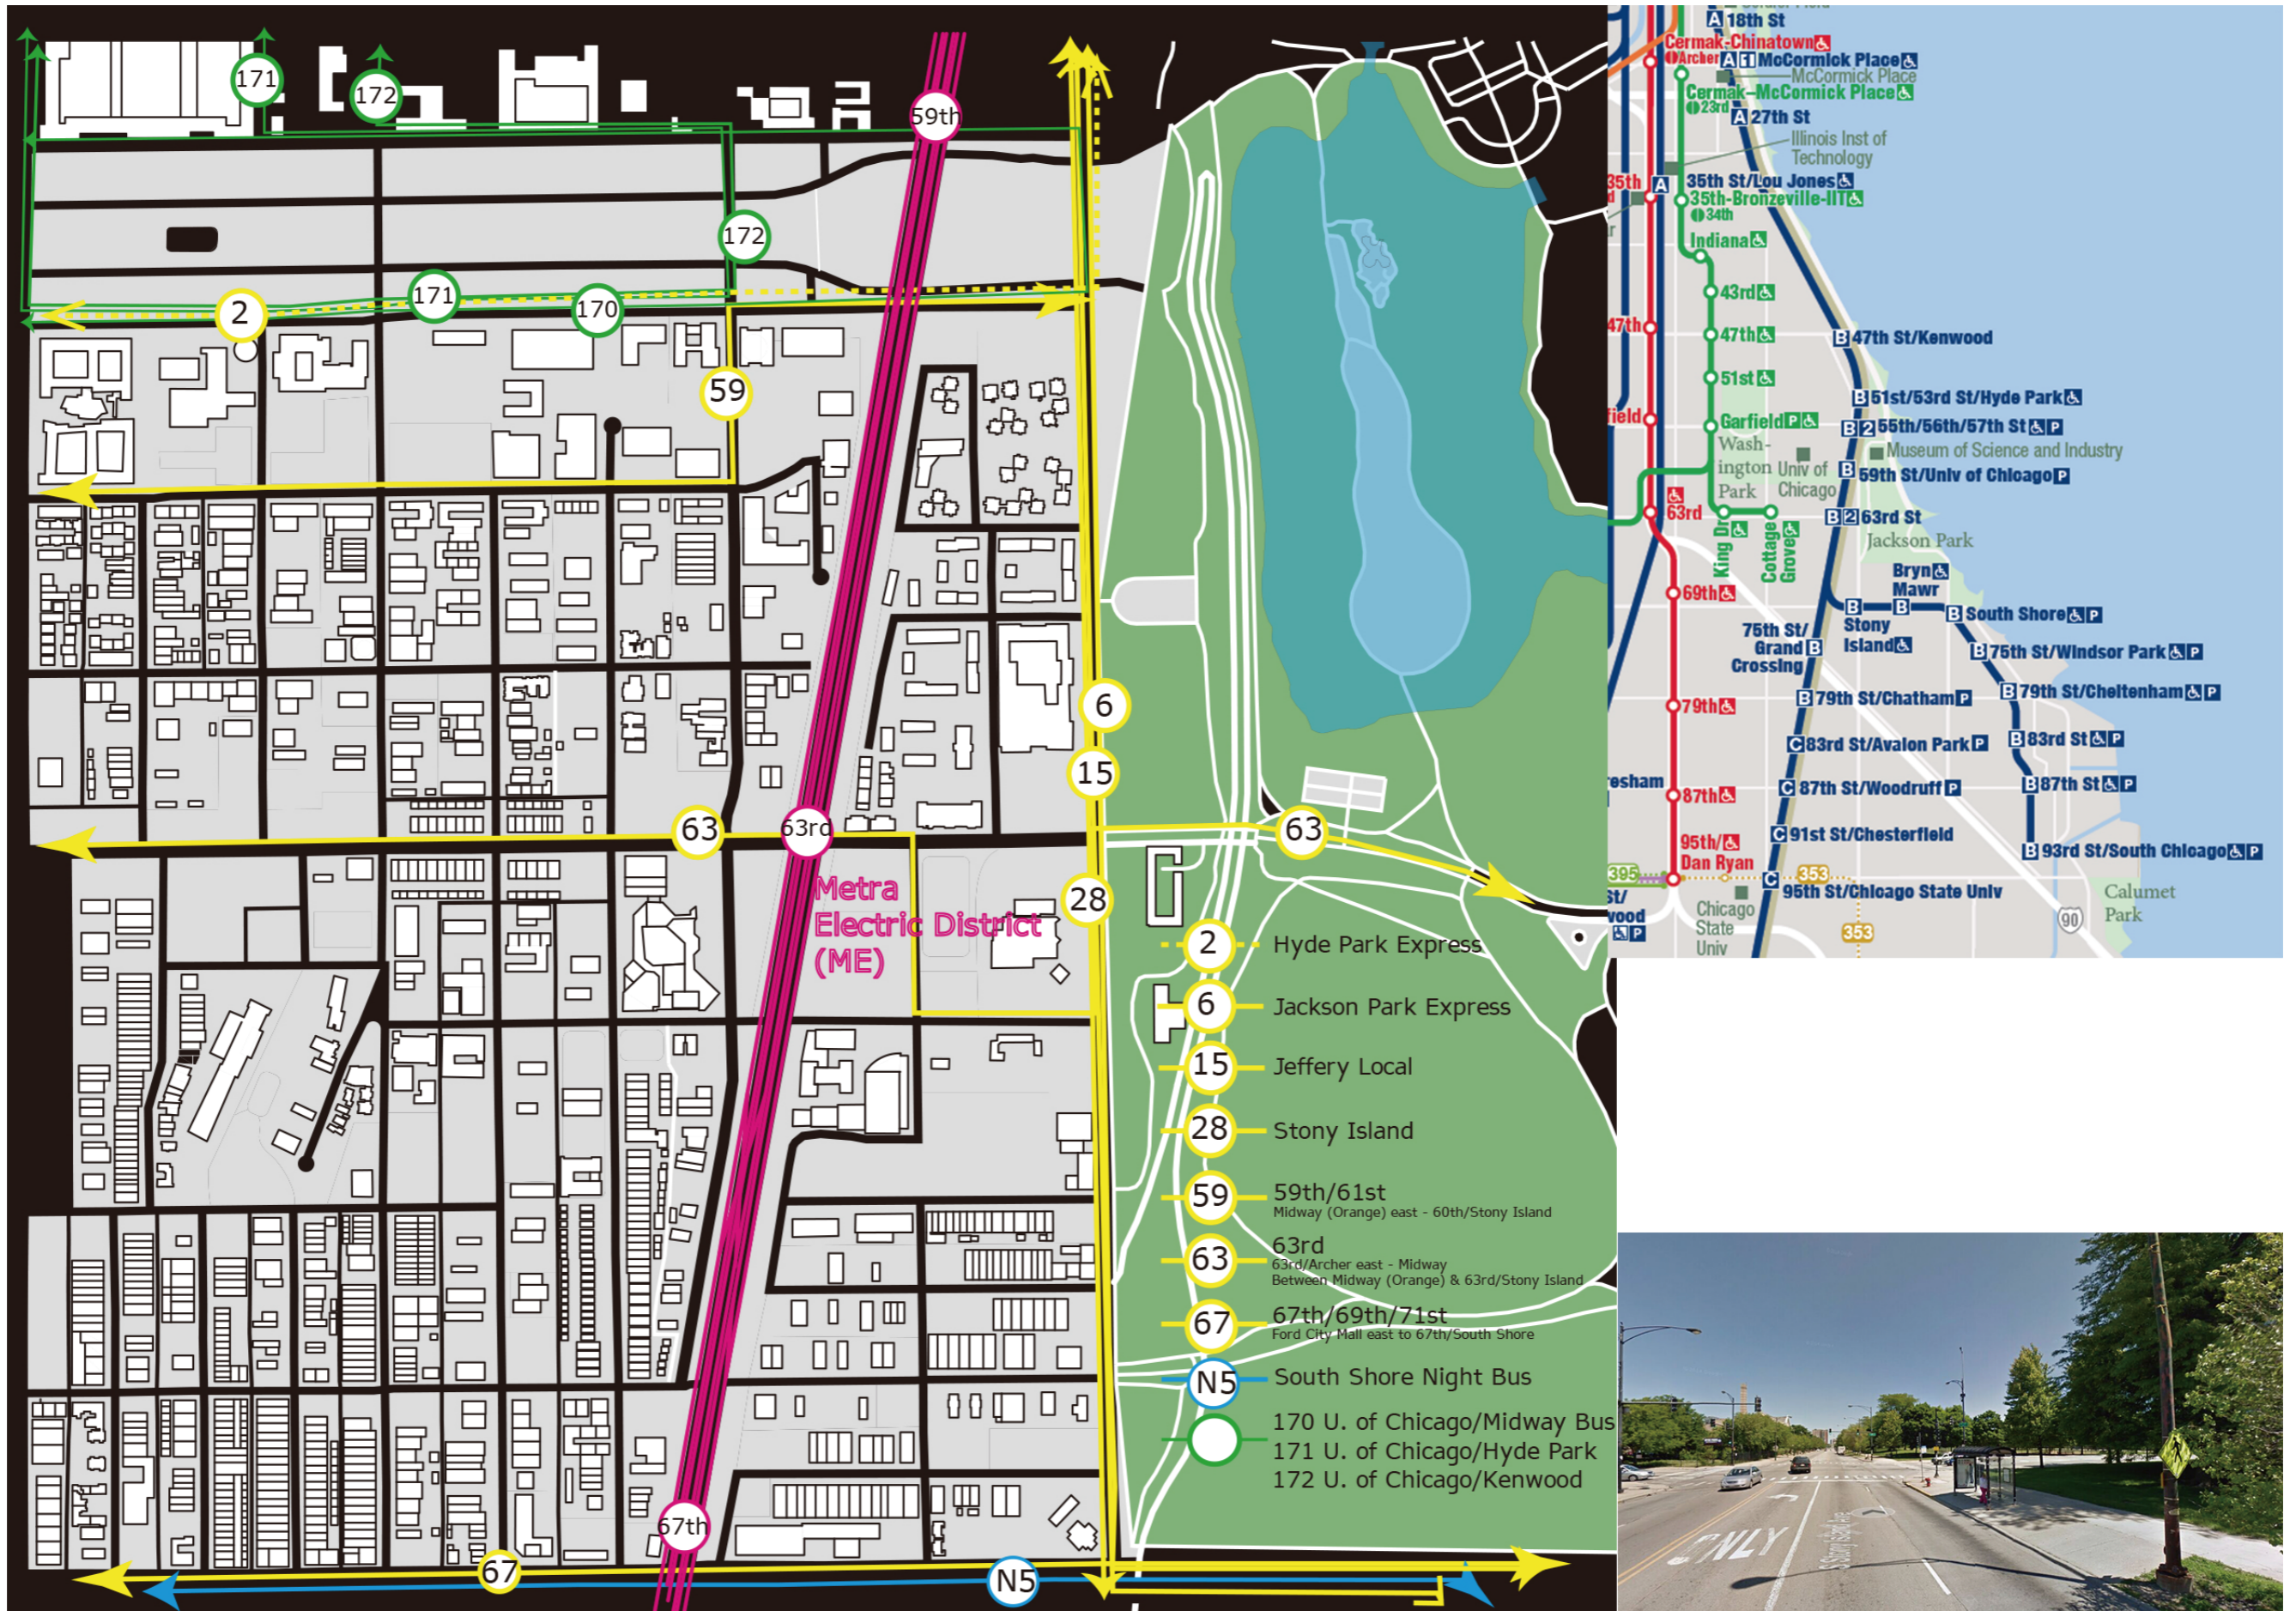 171
172
59th
172
171
170
2
59
6
15
63
63rd
63
Metra
Electric District
(ME)
28
2 Hyde Park Express
6 Jackson Park Express
15 Jeffery Local
28 Stony Island
59 59th/61st
Midway (Orange) east - 60th/Stony Island
63 63rd
63rd/Archer east - Midway
Between Midway (Orange) & 63rd/Stony Island
67 67th/69th/71st
Ford City Mall east to 67th/South Shore
N5 South Shore Night Bus
170 U. of Chicago/Midway Bus
171 U. of Chicago/Hyde Park
172 U. of Chicago/Kenwood
67th
67
N5
A 18th St
Cermak-Chinatown
Archer
A McCormick Place
McCormick Place
Cermak-McCormick Place
23rd
A 27th St
Illinois Inst of
Technology
35th
A
35th St/Lou Jones
35th-Bronzeville-IIT
34th
Indiana
43rd
47th
47th
B 47th St/Kenwood
51st
B 51st/53rd St/Hyde Park
field
Garfield P
B 2 55th/56th/57th St P
Wash-
ington
Park
Univ of
Chicago
Museum of Science and Industry
B 59th St/Univ of Chicago P
63rd
B 2 63rd St
King Dr
Cottage
Grove
Jackson Park
69th
Bryn
Mawr
B
B
Stony
Island
B South Shore P
75th St/
Grand B
Crossing
B 75th St/Windsor Park P
79th
B 79th St/Chatham P
B 79th St/Cheltenham P
C 83rd St/Avalon Park P
B 83rd St P
esham
87th
C 87th St/Woodruff P
B 87th St P
95th/
Dan Ryan
C 91st St/Chesterfield
B 93rd St/South Chicago P
395
353
C 95th St/Chicago State Univ
St/
wood
P
Chicago
State
Univ
353
90
Calumet
Park
ONLY
S Stony Island Ave